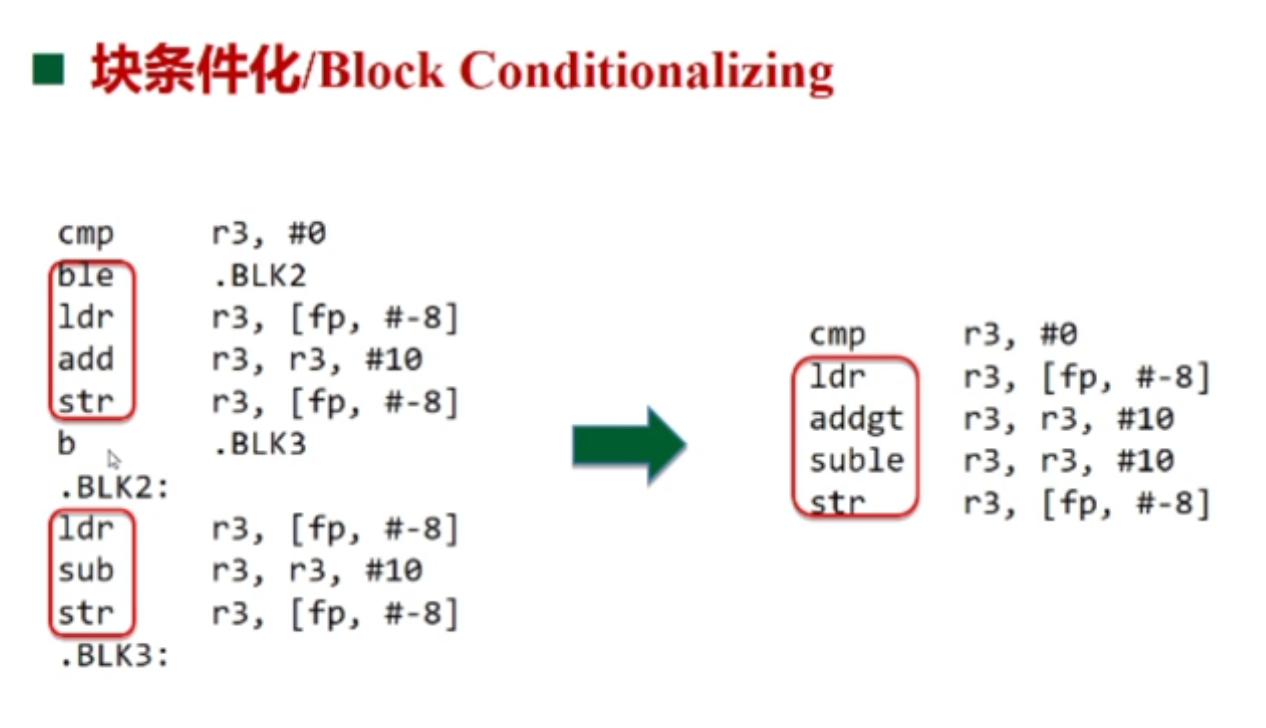 块条件化/Block Conditionalizing
cmp r3, #0
ble .BLK2
ldr r3, [fp, #-8]
add r3, r3, #10
str r3, [fp, #-8]
b .BLK3
.BLK2:
ldr r3, [fp, #-8]
sub r3, r3, #10
str r3, [fp, #-8]
.BLK3:
cmp r3, #0
ldr r3, [fp, #-8]
addgt r3, r3, #10
suble r3, r3, #10
str r3, [fp, #-8]